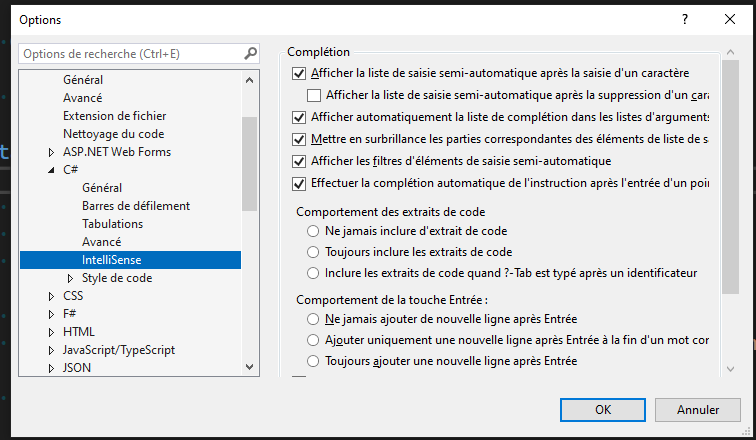 Options
Options de recherche (Ctrl+E)
Général
Avancé
Extension de fichier
Nettoyage du code
ASP.NET Web Forms
C#
Général
Barres de défilement
Tabulations
Avancé
IntelliSense
Style de code
CSS
F#
HTML
JavaScript/TypeScript
JSON
Complétion
Afficher la liste de saisie semi-automatique après la saisie d'un caractère
Afficher la liste de saisie semi-automatique après la suppression d'un cara
Afficher automatiquement la liste de complétion dans les listes d'arguments
Mettre en surbrillance les parties correspondantes des éléments de liste de s
Afficher les filtres d'éléments de saisie semi-automatique
Effectuer la complétion automatique de l'instruction après l'entrée d'un poin
Comportement des extraits de code
Ne jamais inclure d'extrait de code
Toujours inclure les extraits de code
Inclure les extraits de code quand ?-Tab est typé après un identificateur
Comportement de la touche Entrée :
Ne jamais ajouter de nouvelle ligne après Entrée
Ajouter uniquement une nouvelle ligne après Entrée à la fin d'un mot con
Toujours ajouter une nouvelle ligne après Entrée
OK
Annuler